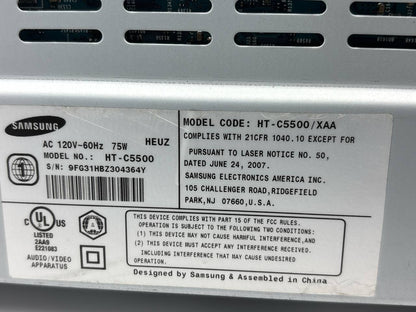 SAMSUNG
AC 120V~60Hz 75W HEUZ
MODEL NO.: HT-C5500
S/N: 9FG31HBZ304364Y
1
MODEL CODE: HT-C5500/XAA
COMPLIES WITH 21CFR 1040.10 EXCEPT FOR
PURSUANT TO LASER NOTICE NO. 50,
DATED JUNE 24, 2007.
SAMSUNG ELECTRONICS AMERICA INC.
105 CHALLENGER ROAD, RIDGEFIELD
PARK, NJ 07660, U.S.A.
C UL US
LISTED
2AA9
E221083
AUDIO/VIDEO
APPARATUS
THIS DEVICE COMPLIES WITH PART 15 OF THE FCC RULES.
OPERATION IS SUBJECT TO THE FOLLOWING TWO CONDITIONS:
(1) THIS DEVICE MAY NOT CAUSE HARMFUL INTERFERENCE, AND
(2) THIS DEVICE MUST ACCEPT ANY INTERFERENCE RECEIVED.
INCLUDING INTERFERENCE THAT MAY CAUSE UNDESIRED
OPERATION.
Designed by Samsung & Assembled in China